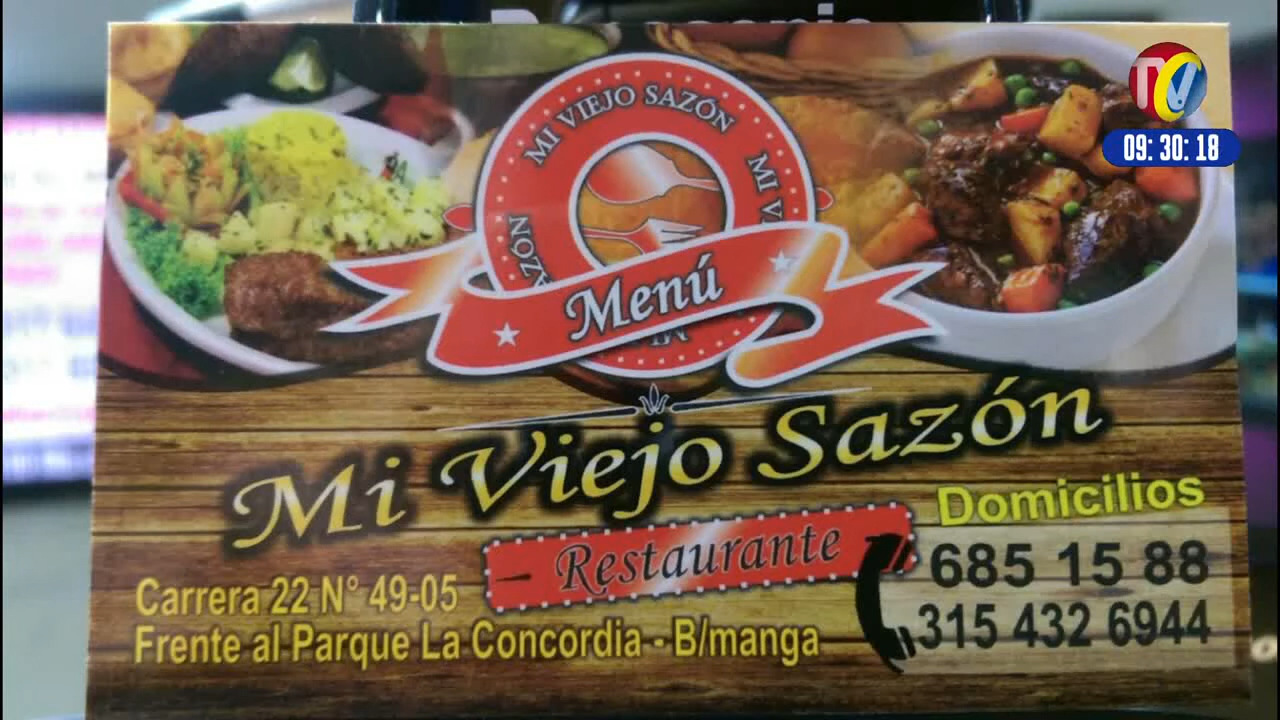 TVC
09: 30: 18
MI VIEJO SAZÓN
Menú
Mi Viejo Sazón
Restaurante
Domicilios
685 15 88
315 432 6944
Carrera 22 N° 49-05
Frente al Parque La Concordia - B/manga